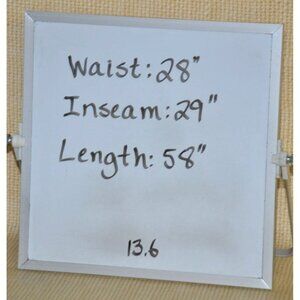 Waist: 28"
Inseam: 29"
Length: 58"
13.6